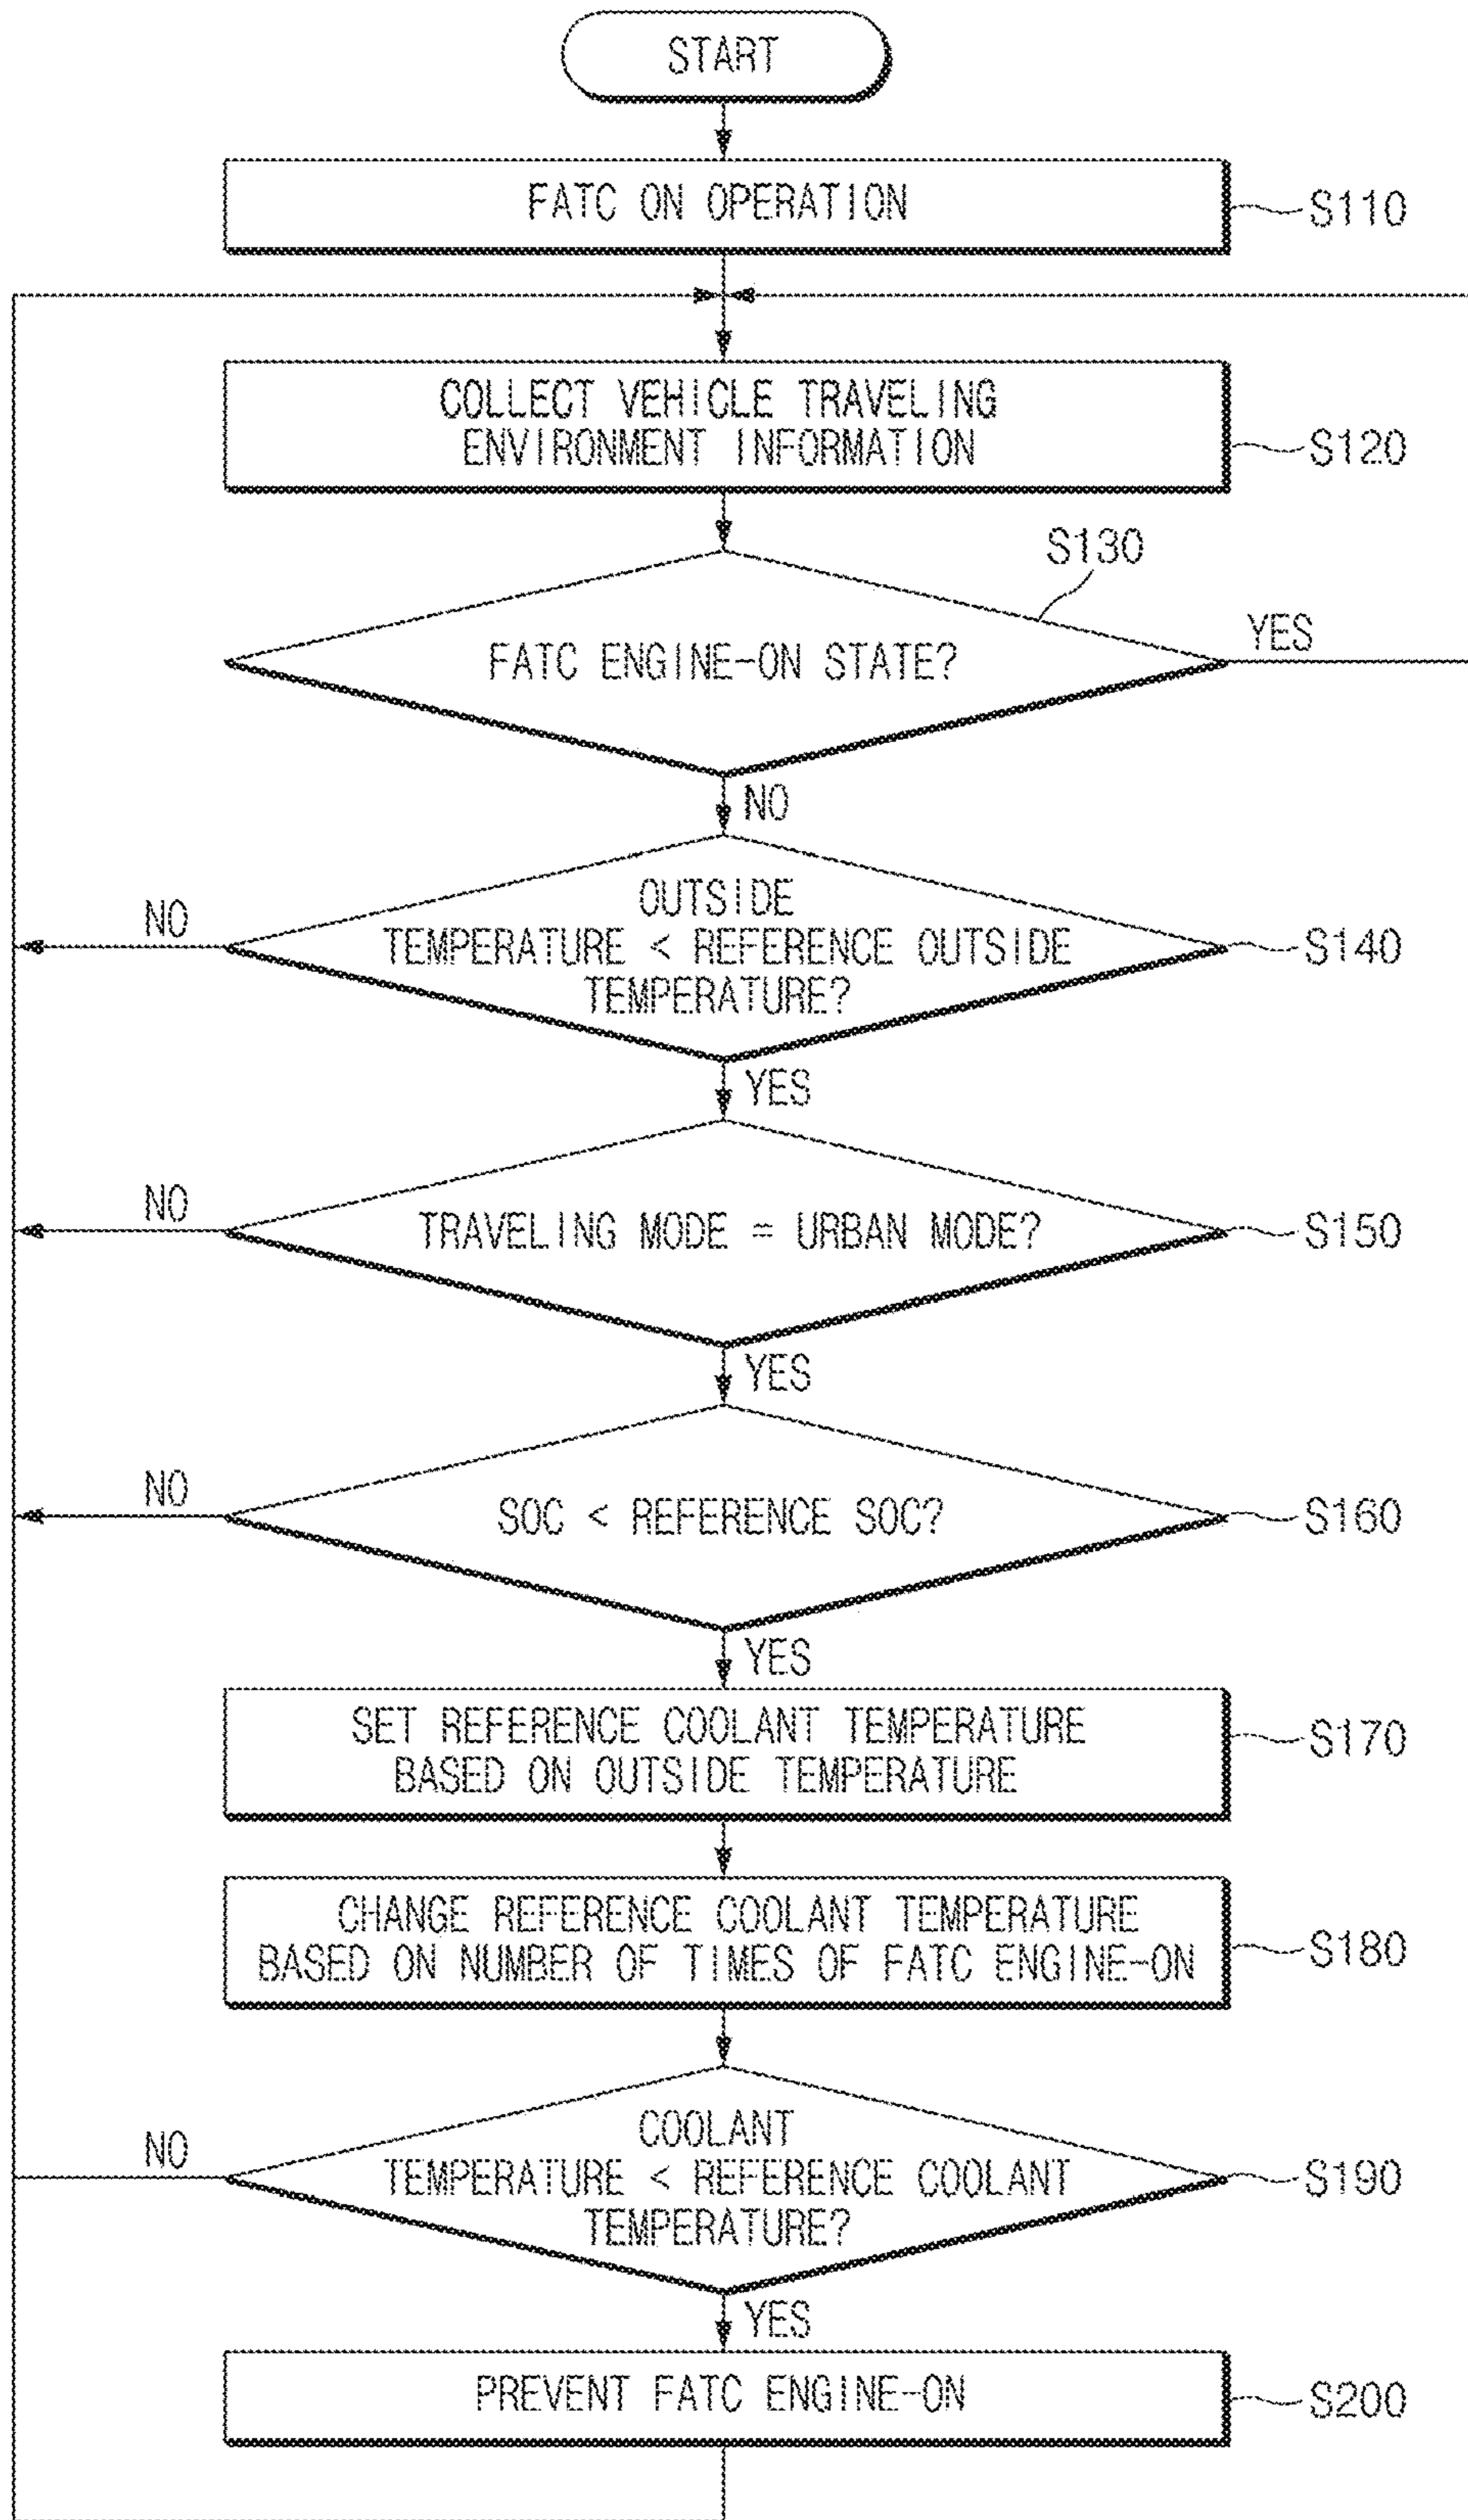 START
FATC ON OPERATION
S110
COLLECT VEHICLE TRAVELING
ENVIRONMENT INFORMATION
S120
S130
FATC ENGINE-ON STATE?
YES
NO
OUTSIDE
TEMPERATURE < REFERENCE OUTSIDE
TEMPERATURE?
NO
S140
YES
TRAVELING MODE = URBAN MODE?
NO
S150
YES
SOC < REFERENCE SOC?
NO
S160
YES
SET REFERENCE COOLANT TEMPERATURE
BASED ON OUTSIDE TEMPERATURE
S170
CHANGE REFERENCE COOLANT TEMPERATURE
BASED ON NUMBER OF TIMES OF FATC ENGINE-ON
S180
COOLANT
TEMPERATURE < REFERENCE COOLANT
TEMPERATURE?
NO
S190
YES
PREVENT FATC ENGINE-ON
S200